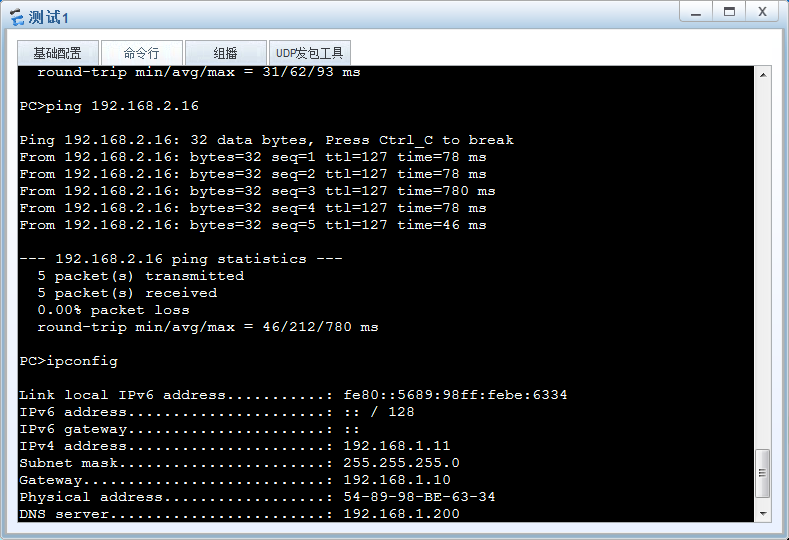 测试1
基础配置 命令行 组播 UDP发包工具
round-trip min/avg/max = 31/62/93 ms
PC>ping 192.168.2.16
Ping 192.168.2.16: 32 data bytes, Press Ctrl_C to break
From 192.168.2.16: bytes=32 seq=1 ttl=127 time=78 ms
From 192.168.2.16: bytes=32 seq=2 ttl=127 time=78 ms
From 192.168.2.16: bytes=32 seq=3 ttl=127 time=780 ms
From 192.168.2.16: bytes=32 seq=4 ttl=127 time=78 ms
From 192.168.2.16: bytes=32 seq=5 ttl=127 time=46 ms
--- 192.168.2.16 ping statistics ---
5 packet(s) transmitted
5 packet(s) received
0.00% packet loss
round-trip min/avg/max = 46/212/780 ms
PC>ipconfig
Link local IPv6 address...........: fe80::5689:98ff:febe:6334
IPv6 address......................: :: / 128
IPv6 gateway......................: ::
IPv4 address......................: 192.168.1.11
Subnet mask.......................: 255.255.255.0
Gateway...........................: 192.168.1.10
Physical address..................: 54-89-98-BE-63-34
DNS server........................: 192.168.1.200